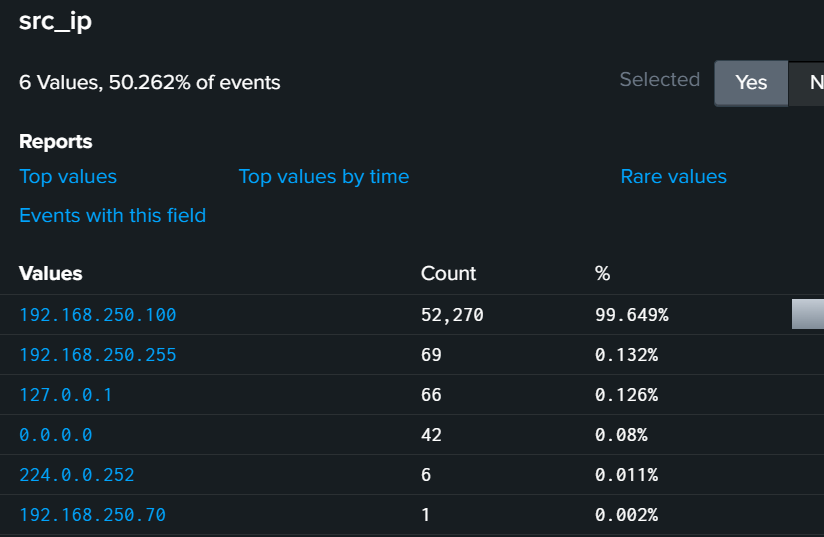 src_ip
6 Values, 50.262% of events Selected Yes N
Reports
Top values Top values by time Rare values
Events with this field
Values Count %
192.168.250.100 52,270 99.649%
192.168.250.255 69 0.132%
127.0.0.1 66 0.126%
0.0.0.0 42 0.08%
224.0.0.252 6 0.011%
192.168.250.70 1 0.002%